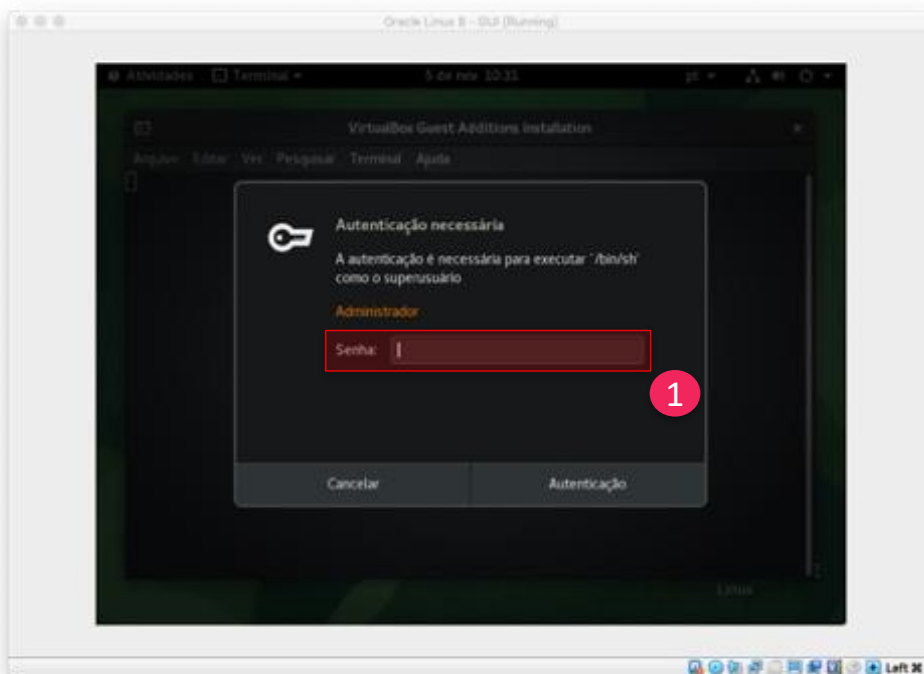 Oracle Linux 8 - GUI (Running)
Atividades Terminal 5 de nov 10:31 pt
VirtualBox Guest Additions installation
Arquivo Editar Ver Pesquisar Terminal Ajuda
Autenticação necessária
A autenticação é necessária para executar `/bin/sh'
como o superusuário
Administrador
Senha:
1
Cancelar Autenticação
Linux
Left ⌘